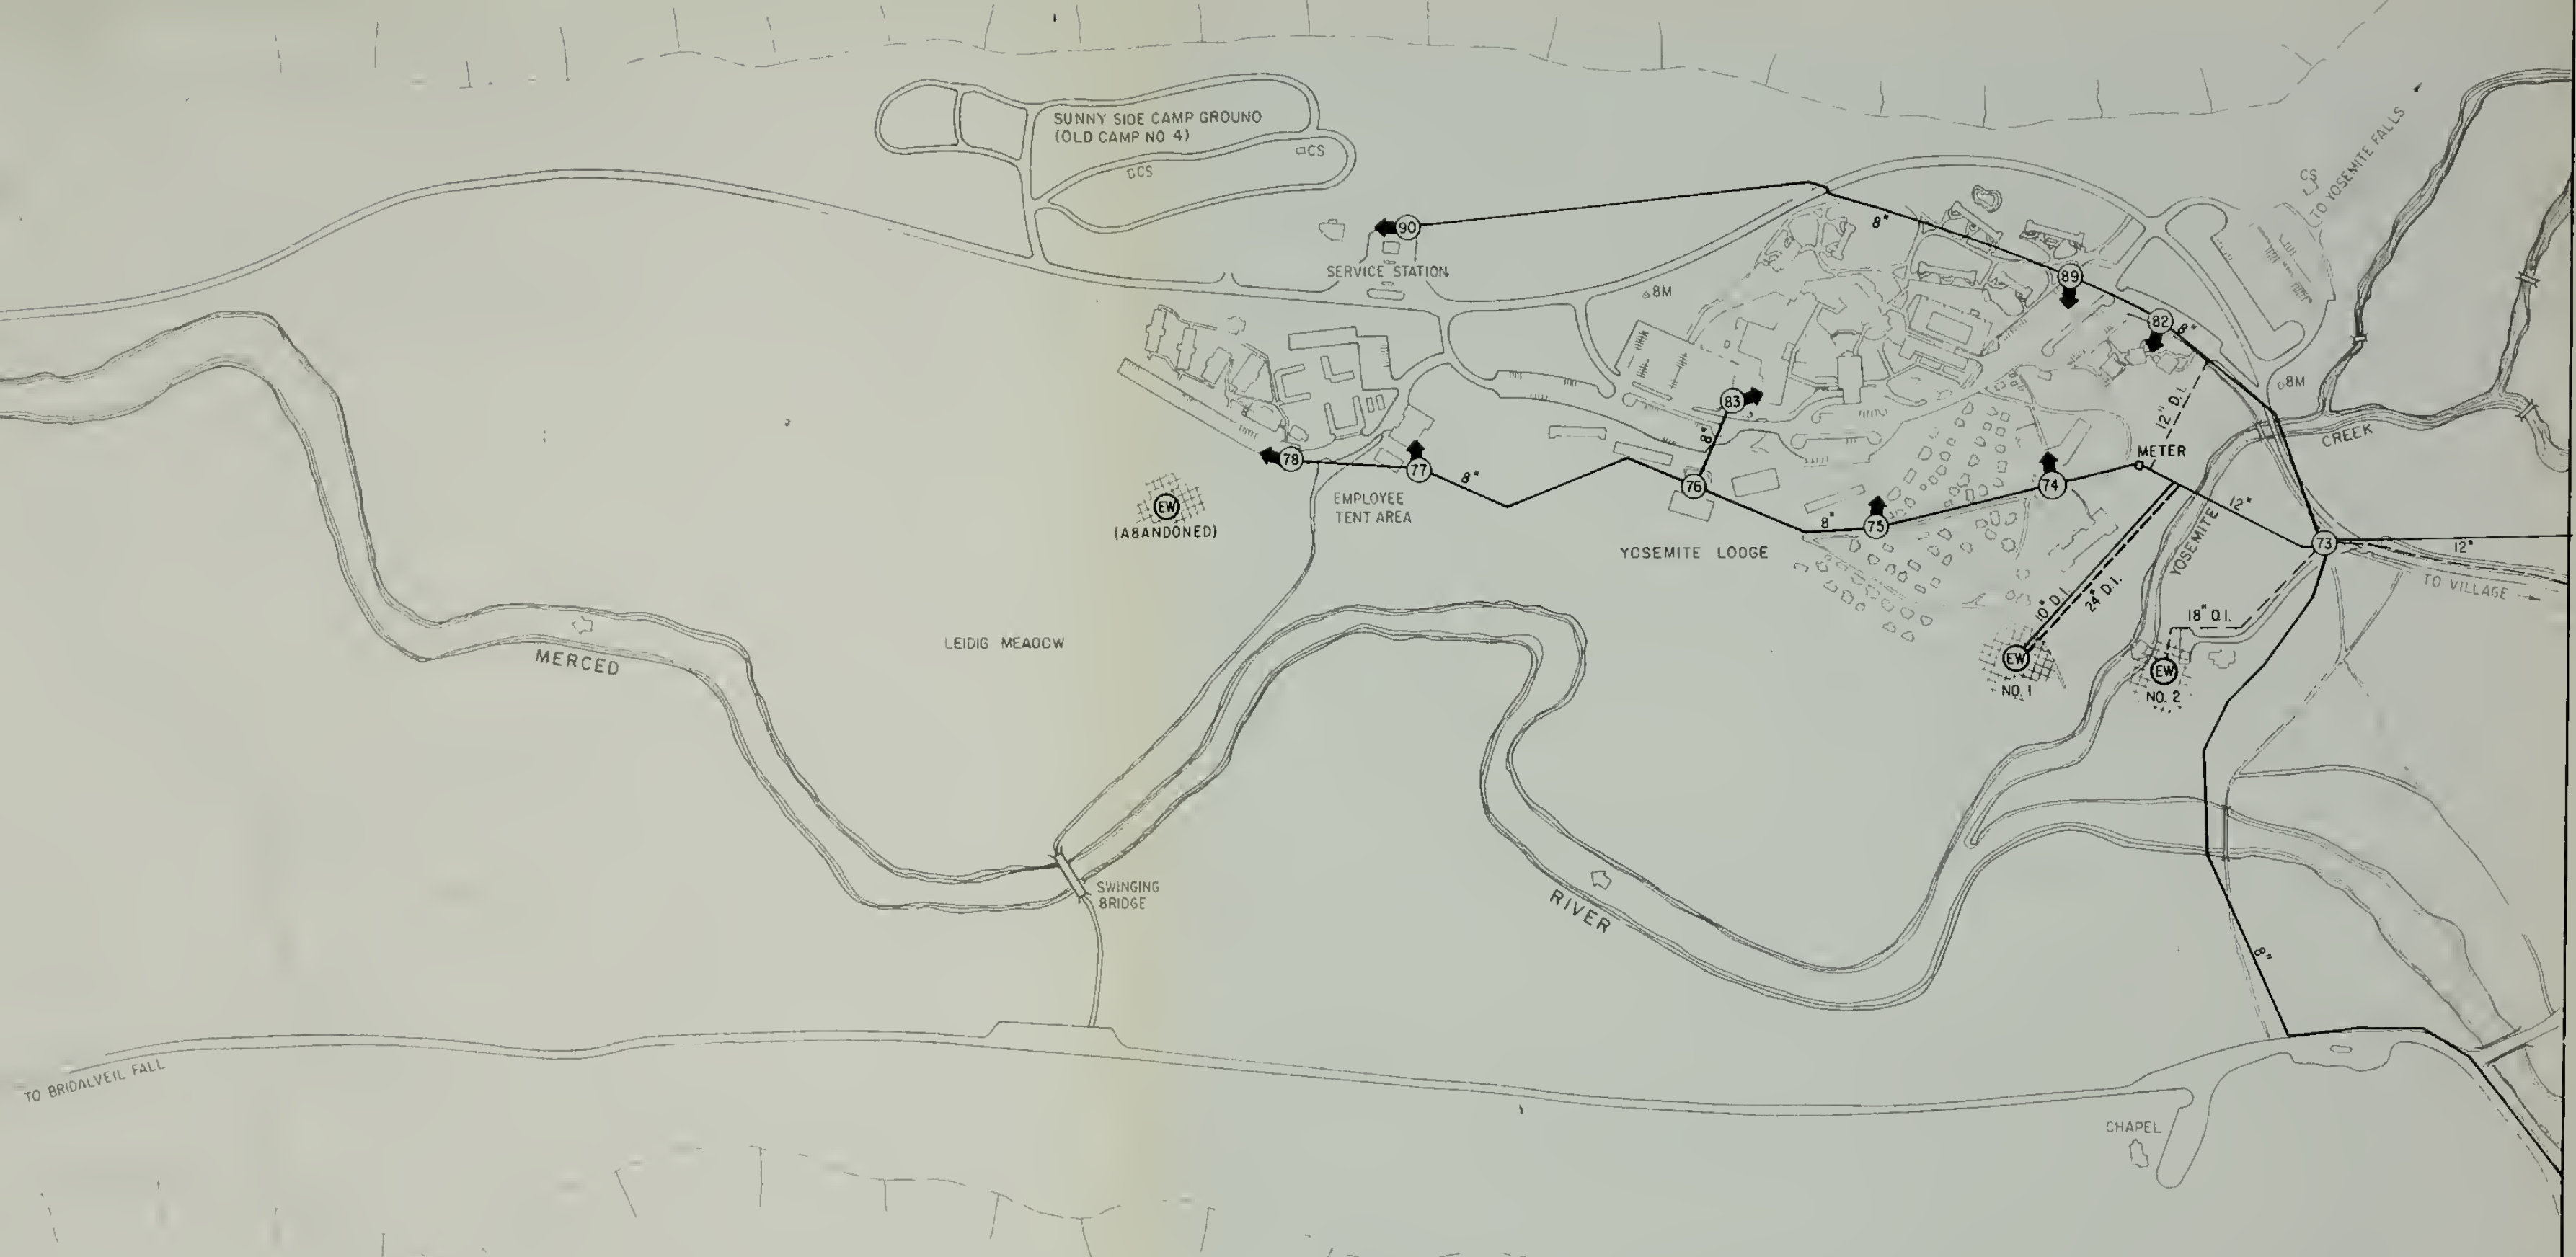 SUNNY SIDE CAMP GROUND
(OLD CAMP NO 4)
CS
CS
CS
TO YOSEMITE FALLS
90
8"
SERVICE STATION
8M
89
82
8"
8M
12" D.I.
83
8"
CREEK
METER
78
77
8"
76
74
12"
EW
(ABANDONED)
EMPLOYEE
TENT AREA
8"
75
YOSEMITE LODGE
YOSEMITE
73
12"
TO VILLAGE
10" D.I.
24" D.I.
18" D.I.
LEIDIG MEADOW
MERCED
EW
NO. 1
EW
NO. 2
SWINGING
BRIDGE
RIVER
8"
TO BRIDALVEIL FALL
CHAPEL